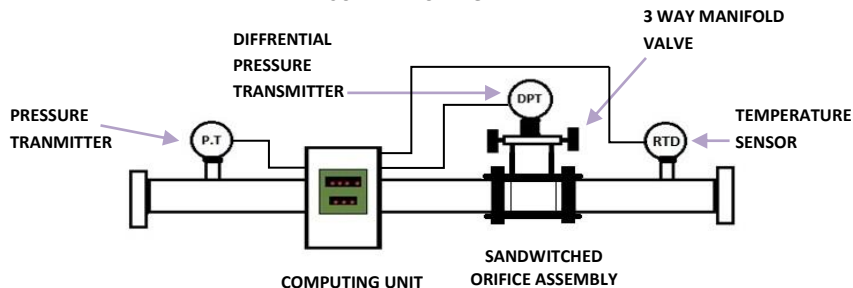 3 WAY MANIFOLD
VALVE
DIFFRENTIAL
PRESSURE
TRANSMITTER
DPT
PRESSURE
TRANMITTER
P.T
RTD
TEMPERATURE
SENSOR
COMPUTING UNIT
SANDWITCHED
ORIFICE ASSEMBLY